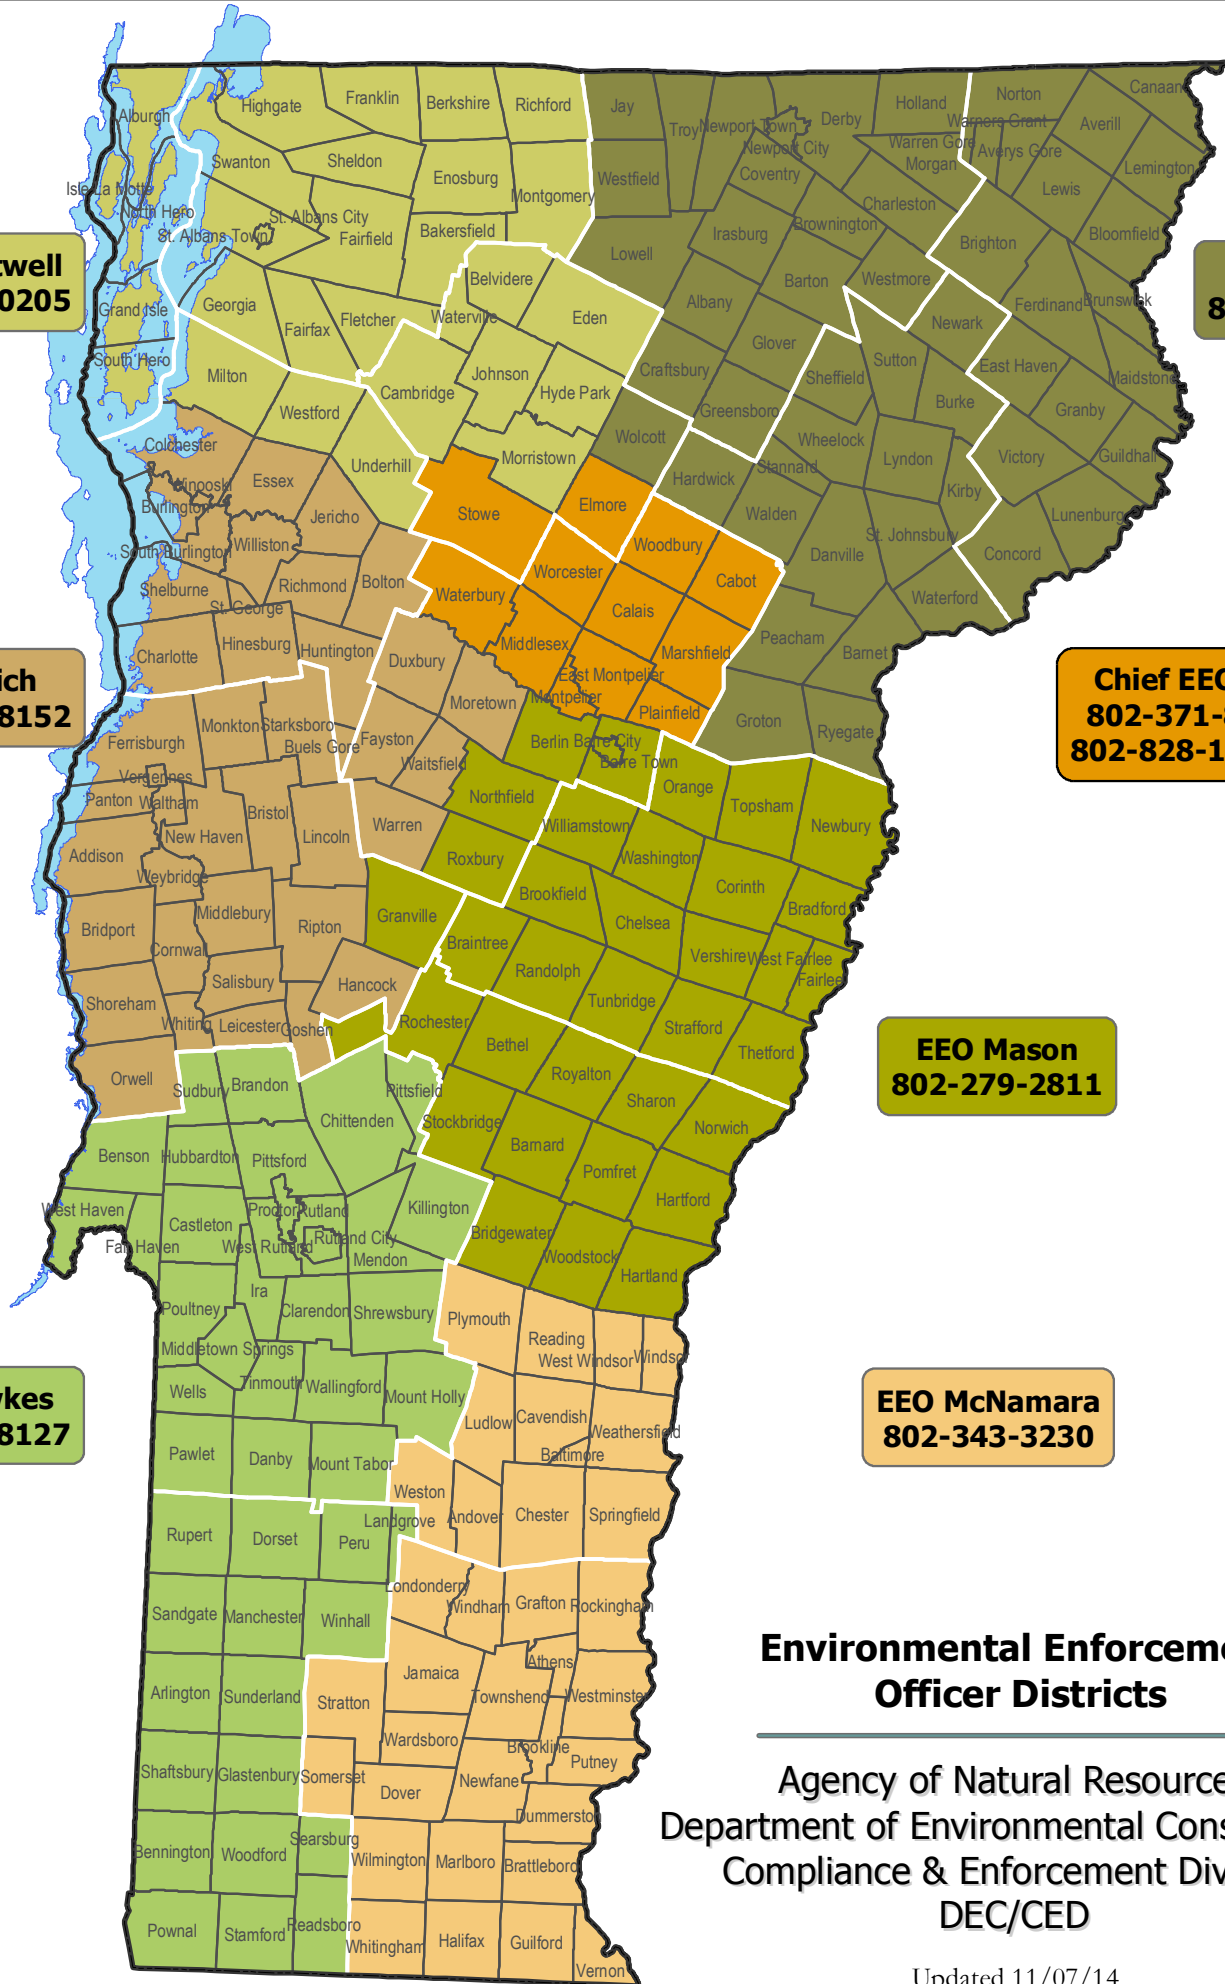 Alburgh
Highgate
Franklin
Berkshire
Richford
Jay
Troy
Newport Town
Derby
Holland
Norton
Canaan
Newport City
Warren Gore
Warners Grant
Averill
Averys Gore
Morgan
Swanton
Sheldon
Enosburg
Montgomery
Westfield
Coventry
Lemington
Isle La Motte
North Hero
St. Albans City
St. Albans Town
Fairfield
Bakersfield
Charleston
Lewis
Irasburg
Brownington
Brighton
Bloomfield
Lowell
Belvidere
Barton
Westmore
Grand Isle
Georgia
Fairfax
Fletcher
Waterville
Eden
Albany
Ferdinand
Brunswick
Newark
Glover
South Hero
Milton
Johnson
Craftsbury
Sheffield
Sutton
East Haven
Maidstone
Cambridge
Hyde Park
Westford
Greensboro
Burke
Granby
Colchester
Wolcott
Wheelock
Underhill
Morristown
Stannard
Lyndon
Victory
Guildhall
Winooski
Essex
Hardwick
Kirby
Burlington
Jericho
Stowe
Elmore
Walden
Lunenburg
South Burlington
Williston
Woodbury
Danville
St. Johnsbury
Concord
Shelburne
Richmond
Bolton
Waterbury
Worcester
Cabot
St. George
Calais
Waterford
Charlotte
Hinesburg
Huntington
Duxbury
Middlesex
Marshfield
Peacham
Barnet
East Montpelier
Montpelier
Moretown
Plainfield
Groton
Ryegate
Monkton
Starksboro
Buels Gore
Fayston
Ferrisburgh
Berlin
Barre City
Barre Town
Waitsfield
Vergennes
Panton
Waltham
Northfield
Orange
Topsham
Newbury
Bristol
New Haven
Lincoln
Warren
Williamstown
Addison
Roxbury
Washington
Weybridge
Brookfield
Corinth
Bradford
Middlebury
Granville
Bridport
Ripton
Chelsea
Cornwall
Braintree
Vershire
West Fairlee
Fairlee
Salisbury
Hancock
Randolph
Tunbridge
Shoreham
Whiting
Leicester
Goshen
Rochester
Strafford
Bethel
Thetford
Orwell
Sudbury
Brandon
Pittsfield
Royalton
Sharon
Chittenden
Stockbridge
Norwich
Benson
Hubbardton
Pittsford
Barnard
Pomfret
West Haven
Proctor
Rutland
Killington
Hartford
Castleton
Fair Haven
West Rutland
Rutland City
Mendon
Bridgewater
Woodstock
Hartland
Ira
Poultney
Clarendon
Shrewsbury
Plymouth
Reading
West Windsor
Windsor
Middletown Springs
Wells
Tinmouth
Wallingford
Mount Holly
Ludlow
Cavendish
Weathersfield
Baltimore
Pawlet
Danby
Mount Tabor
Weston
Andover
Chester
Springfield
Landgrove
Rupert
Dorset
Peru
Londonderry
Windham
Grafton
Rockingham
Sandgate
Manchester
Winhall
Athens
Jamaica
Arlington
Sunderland
Stratton
Townshend
Westminster
Wardsboro
Brookline
Putney
Shaftsbury
Glastenbury
Somerset
Dover
Newfane
Dummerston
Searsburg
Bennington
Woodford
Wilmington
Marlboro
Brattleboro
Pownal
Stamford
Readsboro
Whitingham
Halifax
Guilford
Vernon
twell
0205
8
ich
8152
Chief EEO
802-371-
802-828-1
EEO Mason
802-279-2811
ykes
8127
EEO McNamara
802-343-3230
Environmental Enforceme
Officer Districts
Agency of Natural Resource
Department of Environmental Cons
Compliance & Enforcement Div
DEC/CED
Updated 11/07/14